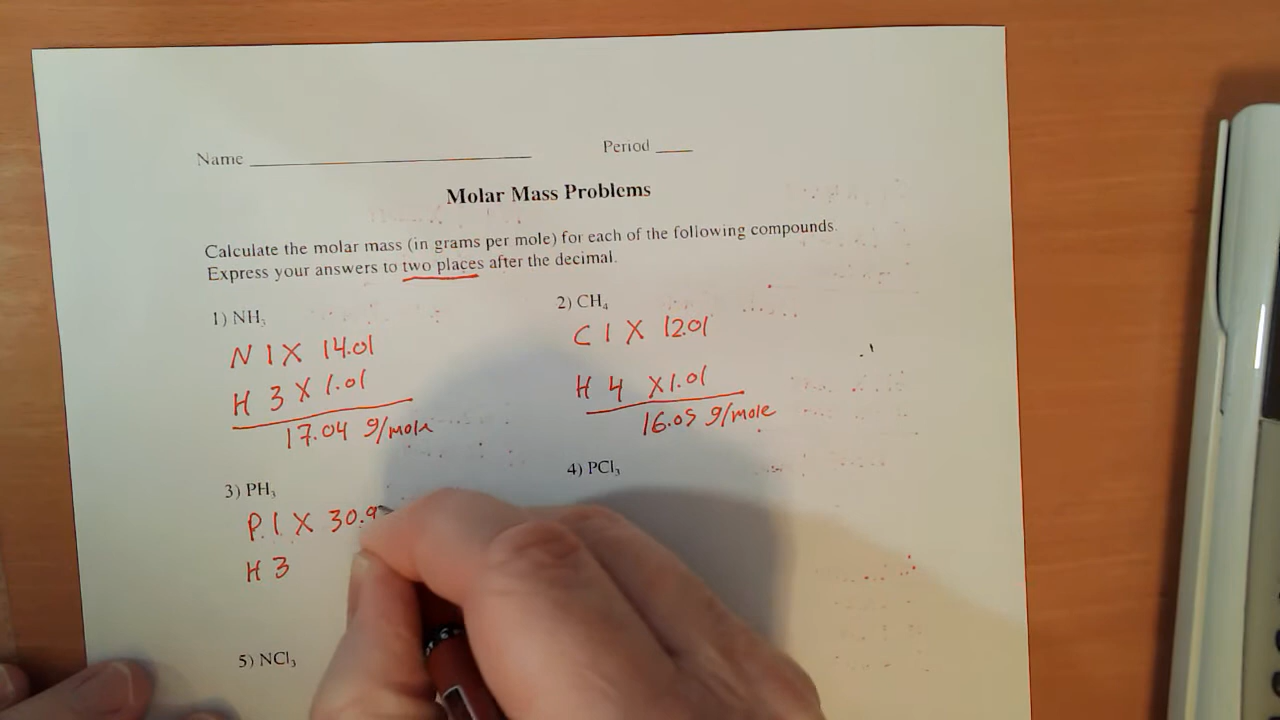 Name ____ Period ____
Molar Mass Problems
Calculate the molar mass (in grams per mole) for each of the following compounds.
Express your answers to two places after the decimal.
1) NH₃
N 1 X 14.01
H 3 X 1.01
17.04 g/mole
2) CH₄
C 1 X 12.01
H 4 X 1.01
16.05 g/mole
3) PH₃
P 1 X 30.9
H 3
4) PCl₃
5) NCl₃